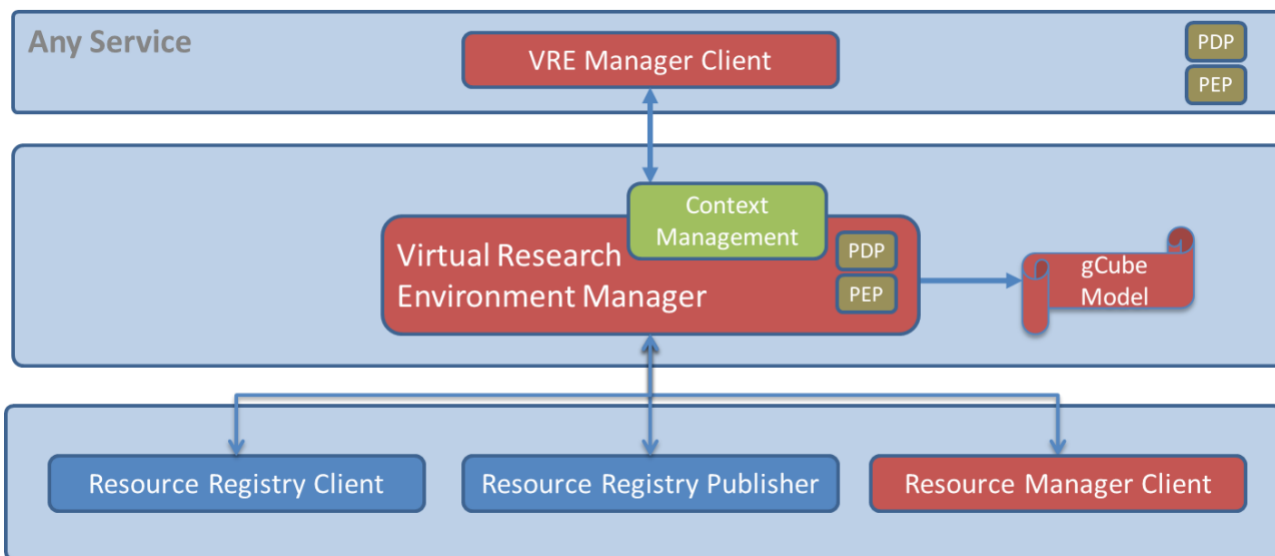 Any Service
VRE Manager Client
PDP
PEP
Context
Management
Virtual Research
Environment Manager
PDP
PEP
gCube
Model
Resource Registry Client
Resource Registry Publisher
Resource Manager Client